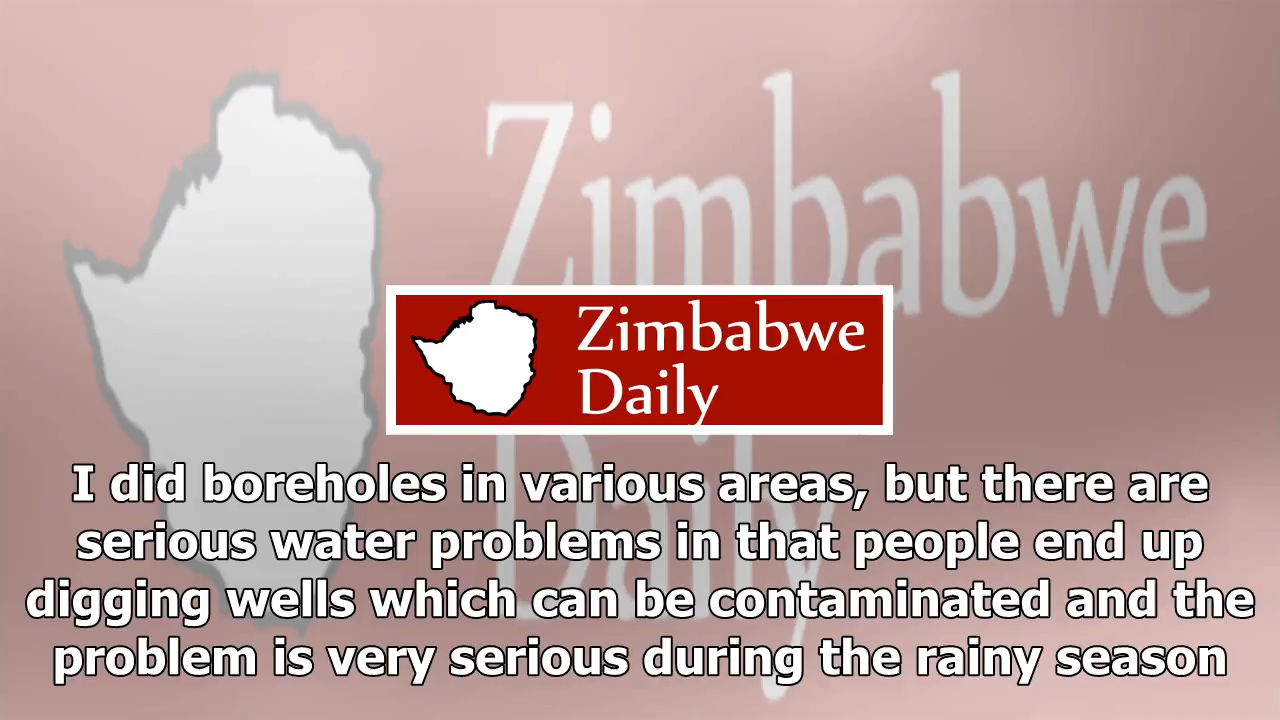 Zimbabwe
Daily
Zimbabwe
Daily
I did boreholes in various areas, but there are
serious water problems in that people end up
digging wells which can be contaminated and the
problem is very serious during the rainy season